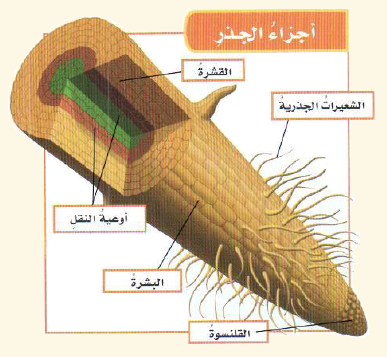 أجزاءُ الجذرِ
القشرةُ
الشعيراتُ الجذريةُ
أوعيةُ النقلِ
البشرةُ
القلنسوةُ